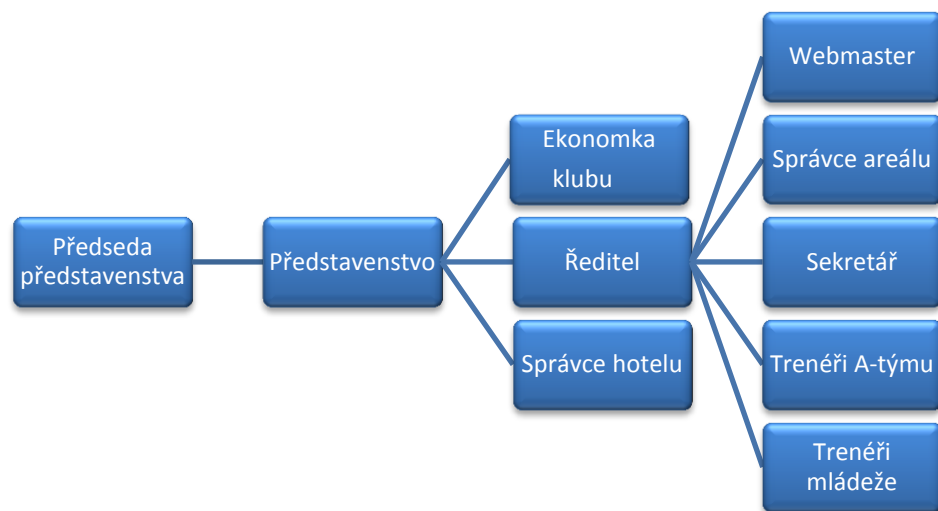 Předseda
představenstva
Představenstvo
Ekonomka
klubu
Ředitel
Správce hotelu
Webmaster
Správce areálu
Sekretář
Trenéři A-týmu
Trenéři
mládeže